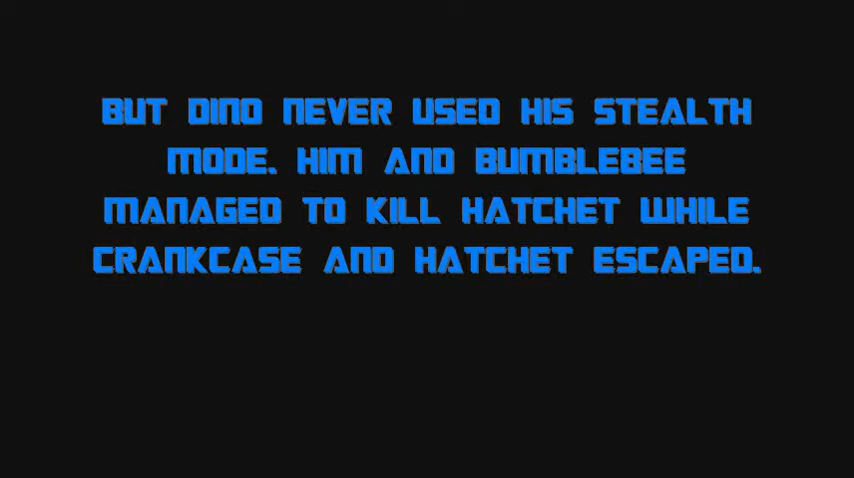 BUT DINO NEVER USED HIS STEALTH
MODE. HIM AND BUMBLEBEE
MANAGED TO KILL HATCHET WHILE
CRANKCASE AND HATCHET ESCAPED.